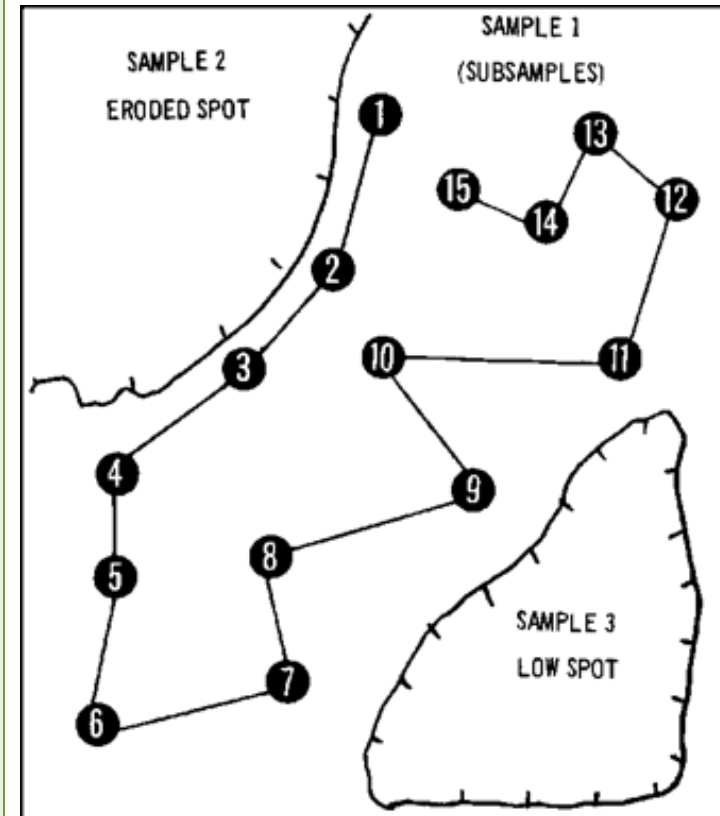 SAMPLE 2
ERODED SPOT
SAMPLE 1
(SUBSAMPLES)
1
2
3
4
5
6
7
8
9
10
11
12
13
14
15
SAMPLE 3
LOW SPOT